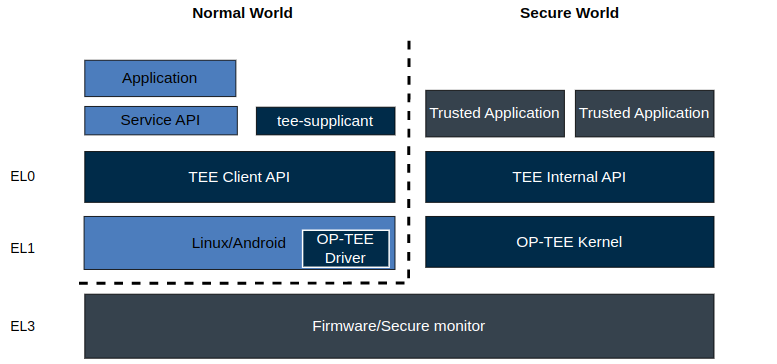 Normal World
Secure World
Application
Service API
tee-supplicant
Trusted Application
Trusted Application
EL0
TEE Client API
TEE Internal API
EL1
Linux/Android
OP-TEE
Driver
OP-TEE Kernel
EL3
Firmware/Secure monitor